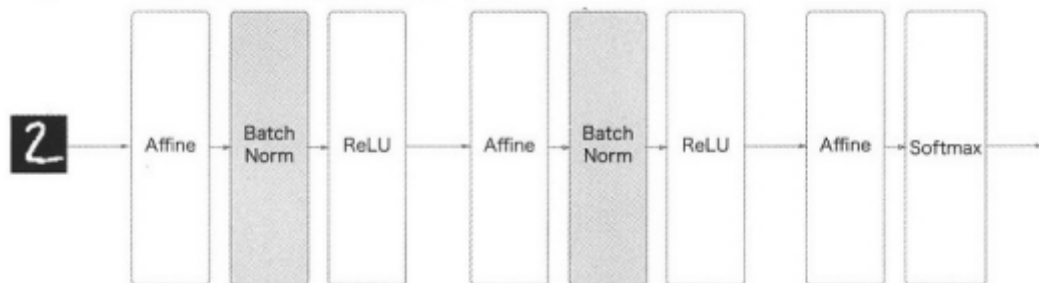 2
Affine
Batch
Norm
ReLU
Affine
Batch
Norm
ReLU
Affine
Softmax